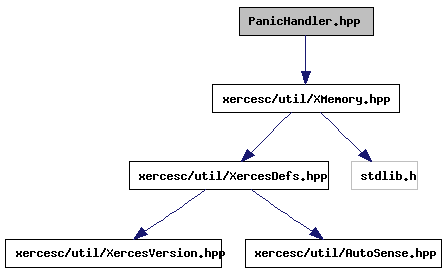 PanicHandler.hpp
xercesc/util/XMemory.hpp
xercesc/util/XercesDefs.hpp
stdlib.h
xercesc/util/XercesVersion.hpp
xercesc/util/AutoSense.hpp